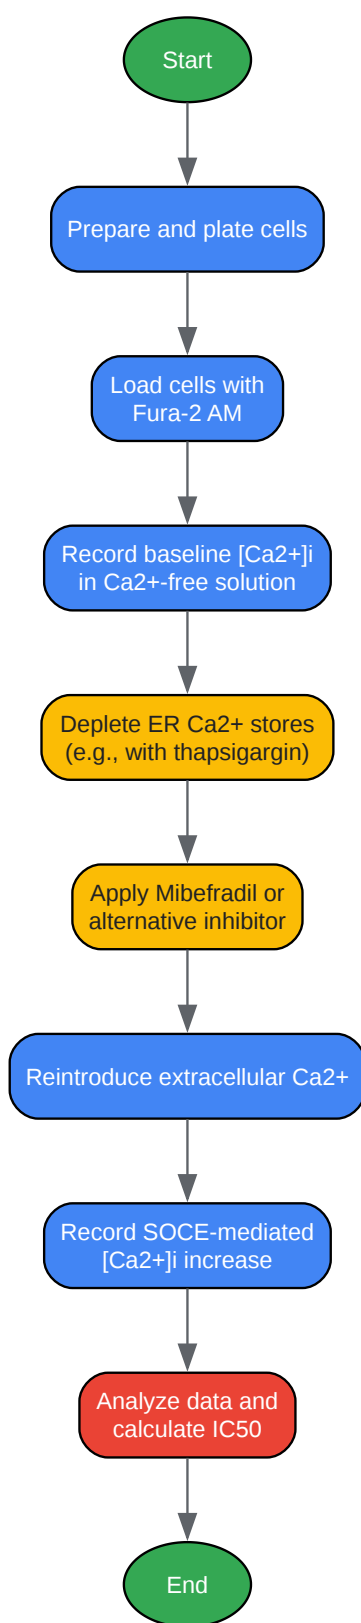 Start
Prepare and plate cells
Load cells with
Fura-2 AM
Record baseline [Ca2+]i
in Ca2+-free solution
Deplete ER Ca2+ stores
(e.g., with thapsigargin)
Apply Mibefradil or
alternative inhibitor
Reintroduce extracellular Ca2+
Record SOCE-mediated
[Ca2+]i increase
Analyze data and
calculate IC50
End